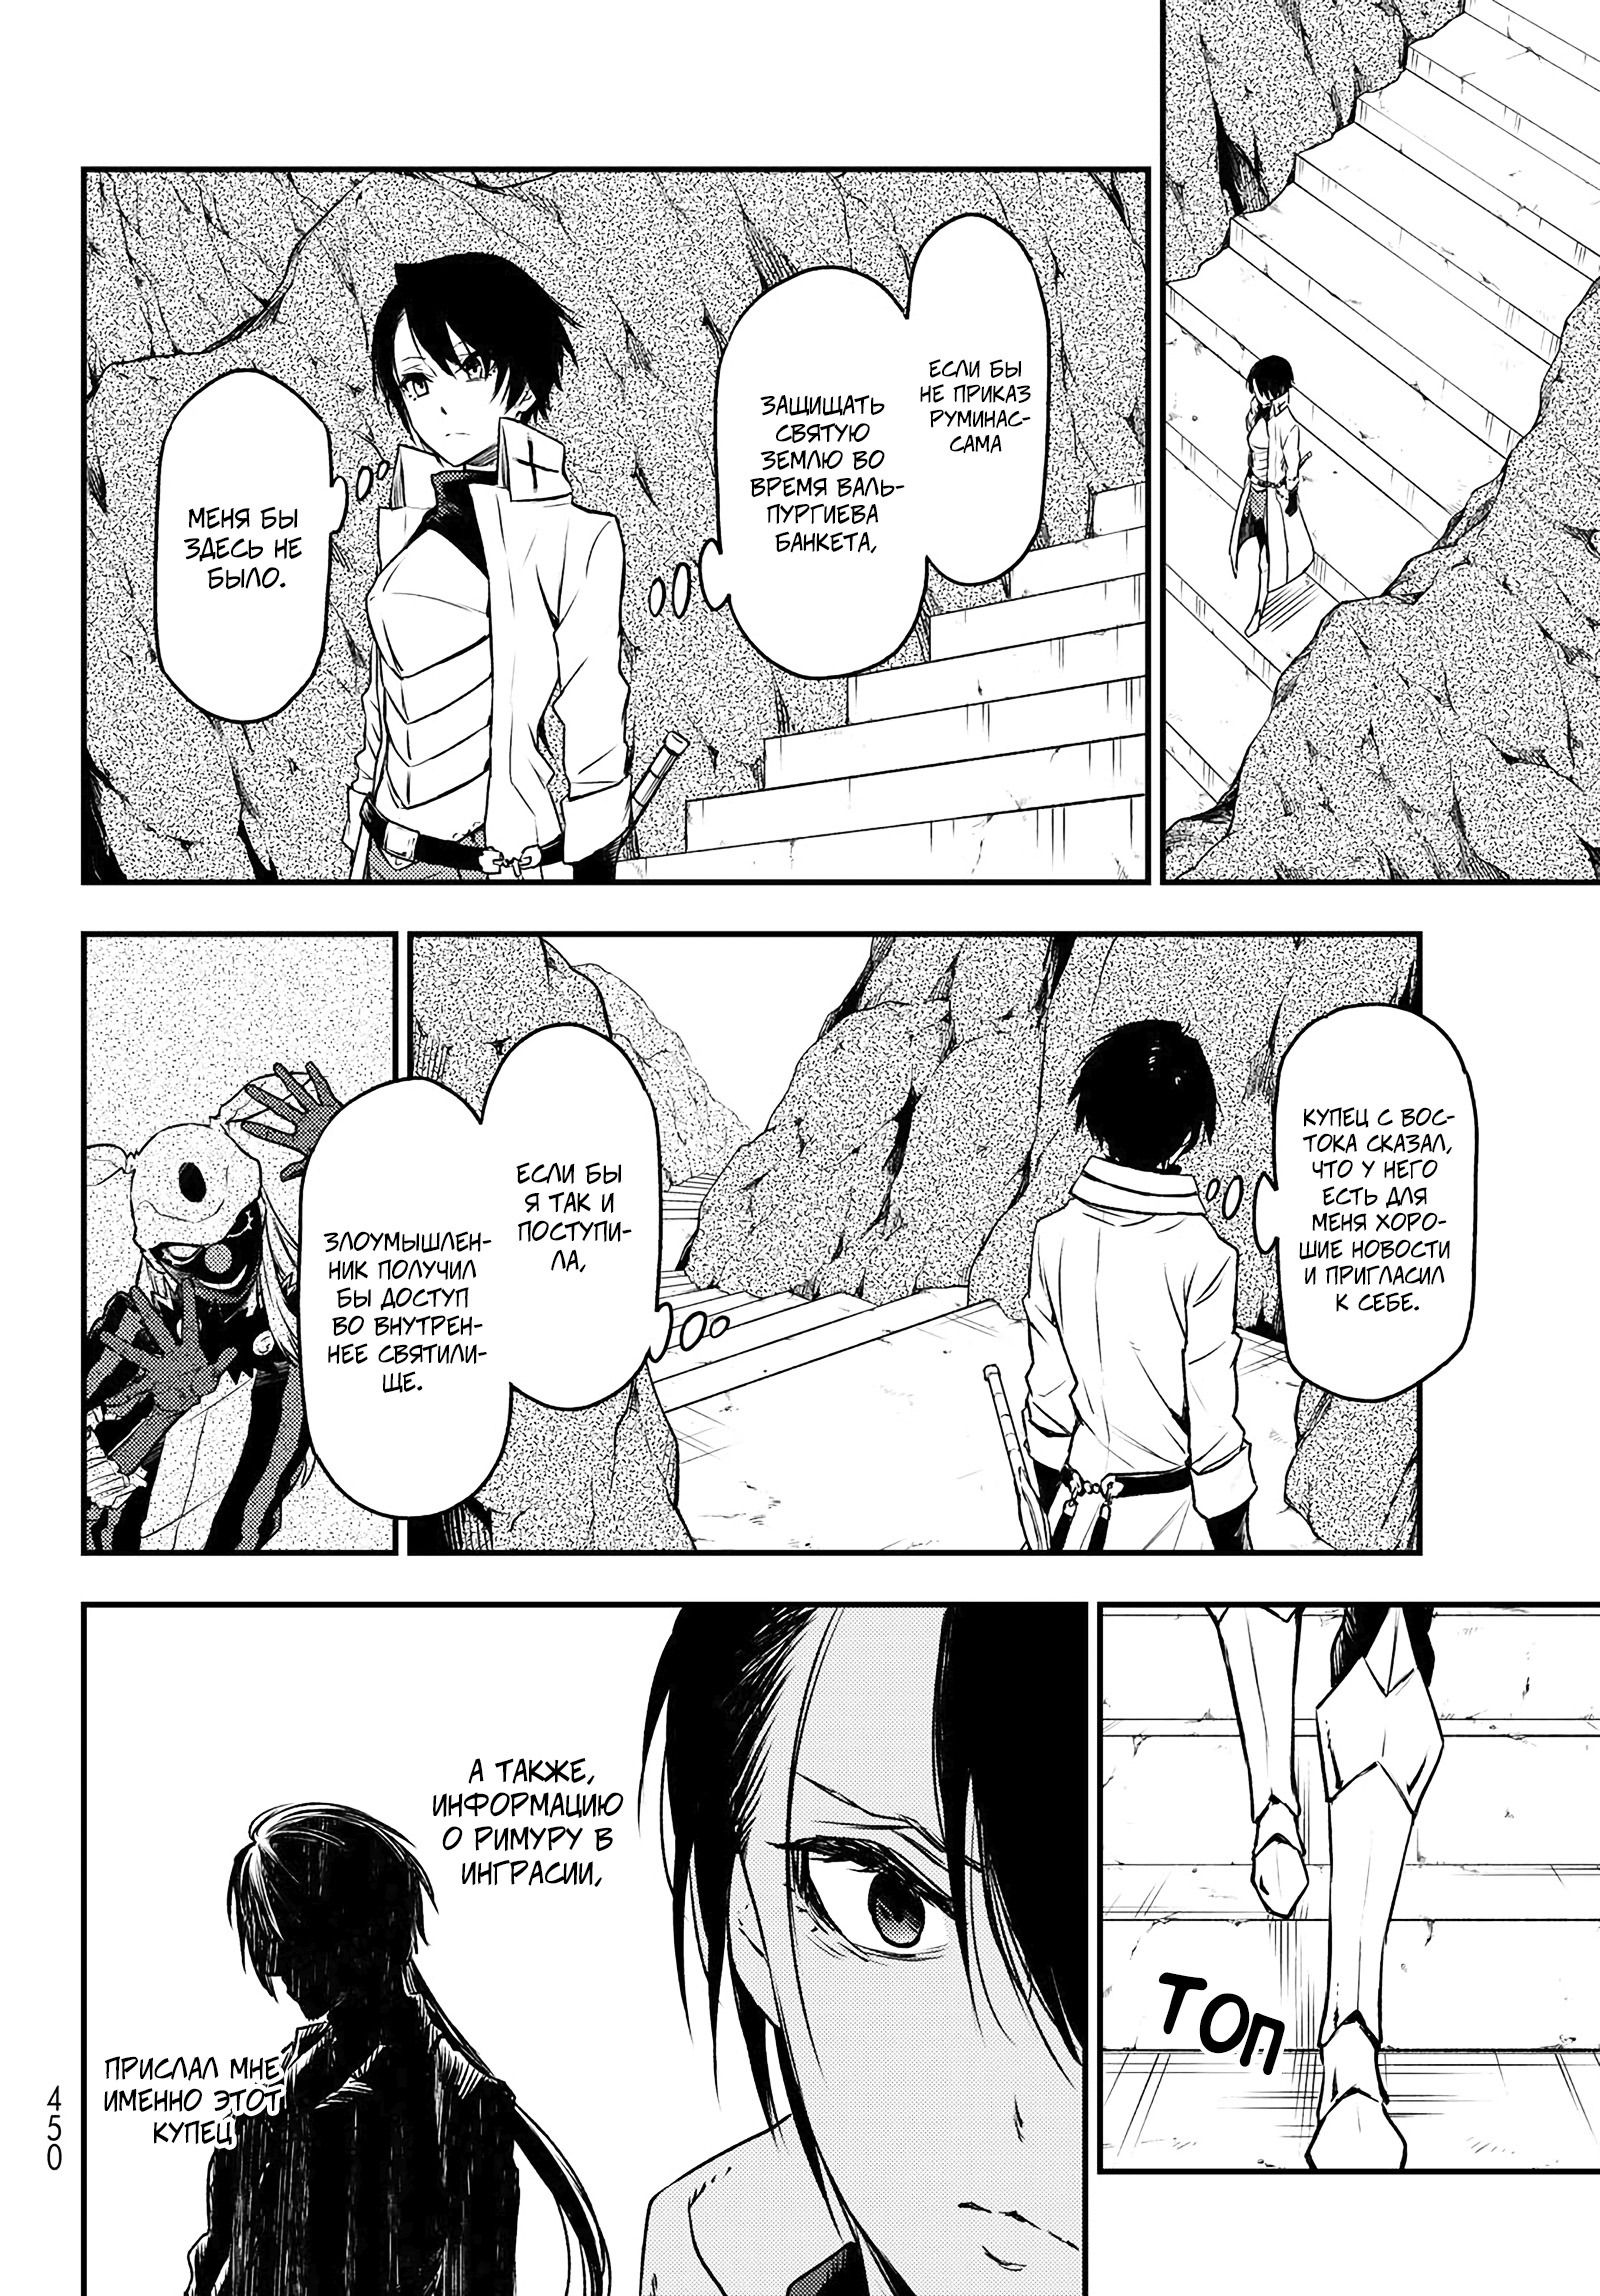 ЕСЛИ БЫ
НЕ ПРИКАЗ
РУМИНАС-
САМА
ЗАЩИЩАТЬ
СВЯТУЮ
ЗЕМЛЮ ВО
ВРЕМЯ ВАЛЬ-
ПУРГИЕВА
БАНКЕТА,
МЕНЯ БЫ
ЗДЕСЬ НЕ
БЫЛО.
КУПЕЦ С ВОС-
ТОКА СКАЗАЛ,
ЧТО У НЕГО
ЕСТЬ ДЛЯ
МЕНЯ ХОРО-
ШИЕ НОВОСТИ
И ПРИГЛАСИЛ
К СЕБЕ.
ЕСЛИ БЫ
Я ТАК И
ПОСТУПИ-
ЛА,
ЗЛОУМЫШЛЕН-
НИК ПОЛУЧИЛ
БЫ ДОСТУП
ВО ВНУТРЕН-
НЕЕ СВЯТИЛИ-
ЩЕ.
ТОП
А ТАКЖЕ,
ИНФОРМАЦИЮ
О РИМУРУ В
ИНГРАСИИ,
ПРИСЛАЛ МНЕ
ИМЕННО ЭТОТ
КУПЕЦ
450